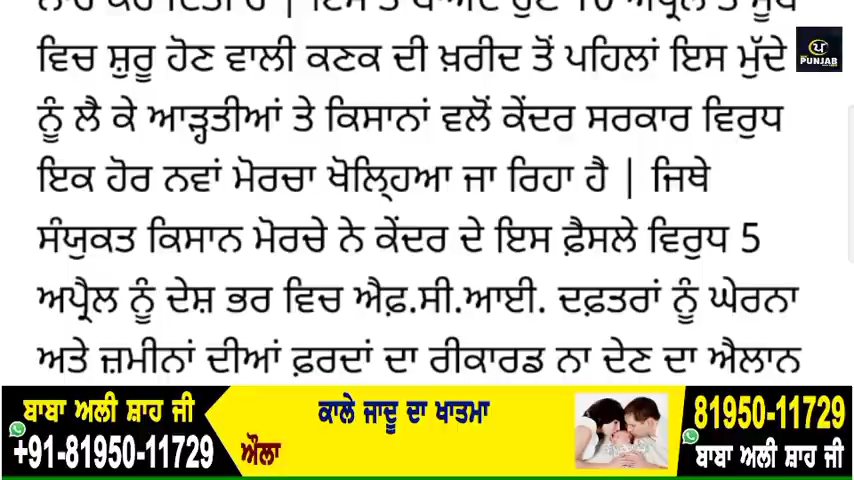 ਵਿਚ ਸ਼ੁਰੂ ਹੋਣ ਵਾਲੀ ਕਣਕ ਦੀ ਖ਼ਰੀਦ ਤੋਂ ਪਹਿਲਾਂ ਇਸ ਮੁੱਦੇ
ਨੂੰ ਲੈ ਕੇ ਆੜ੍ਹਤੀਆਂ ਤੇ ਕਿਸਾਨਾਂ ਵਲੋਂ ਕੇਂਦਰ ਸਰਕਾਰ ਵਿਰੁਧ
ਇਕ ਹੋਰ ਨਵਾਂ ਮੋਰਚਾ ਖੋਲ੍ਹਿਆ ਜਾ ਰਿਹਾ ਹੈ | ਜਿਥੇ
ਸੰਯੁਕਤ ਕਿਸਾਨ ਮੋਰਚੇ ਨੇ ਕੇਂਦਰ ਦੇ ਇਸ ਫ਼ੈਸਲੇ ਵਿਰੁਧ 5
ਅਪ੍ਰੈਲ ਨੂੰ ਦੇਸ਼ ਭਰ ਵਿਚ ਐਫ਼.ਸੀ.ਆਈ. ਦਫ਼ਤਰਾਂ ਨੂੰ ਘੇਰਨਾ
ਅਤੇ ਜ਼ਮੀਨਾਂ ਦੀਆਂ ਫ਼ਰਦਾਂ ਦਾ ਰੀਕਾਰਡ ਨਾ ਦੇਣ ਦਾ ਐਲਾਨ
PUNJAB
ਬਾਬਾ ਅਲੀ ਸ਼ਾਹ ਜੀ
+91-81950-11729
ਕਾਲੇ ਜਾਦੂ ਦਾ ਖਾਤਮਾ
ਔਲਾ
81950-11729
ਬਾਬਾ ਅਲੀ ਸ਼ਾਹ ਜੀ